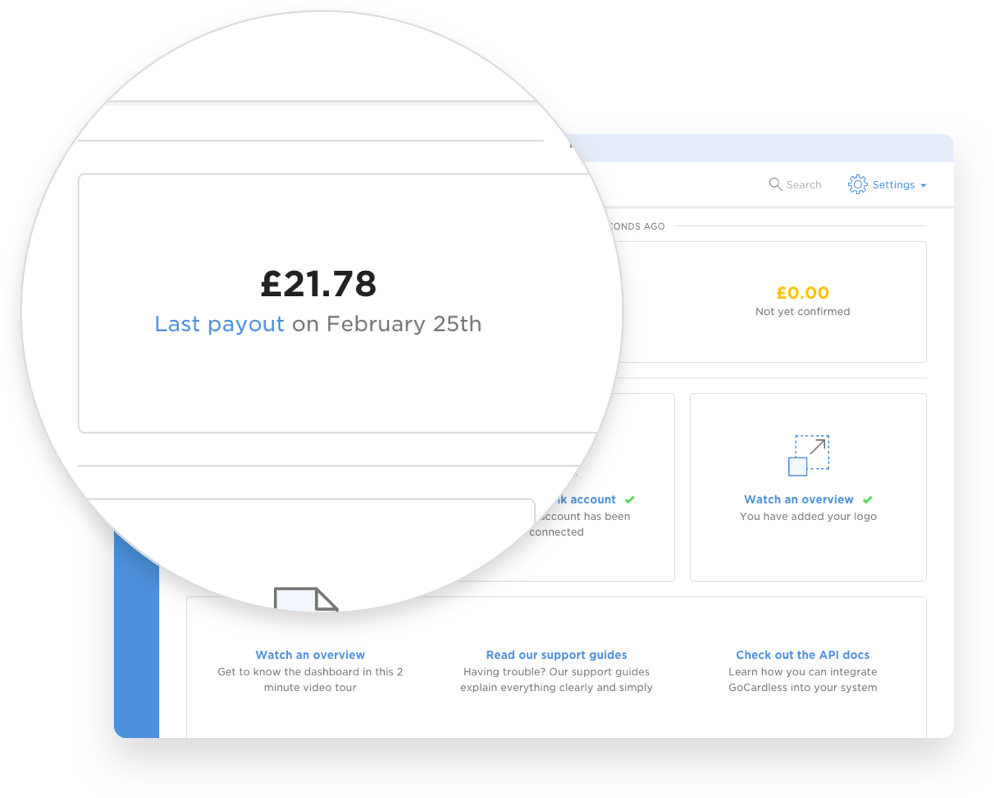 Search
Settings
CONDS AGO
£21.78
Last payout on February 25th
£0.00
Not yet confirmed
account
account has been
connected
Watch an overview
You have added your logo
Watch an overview
Get to know the dashboard in this 2
minute video tour
Read our support guides
Having trouble? Our support guides
explain everything clearly and simply
Check out the API docs
Learn how you can integrate
GoCardless into your system